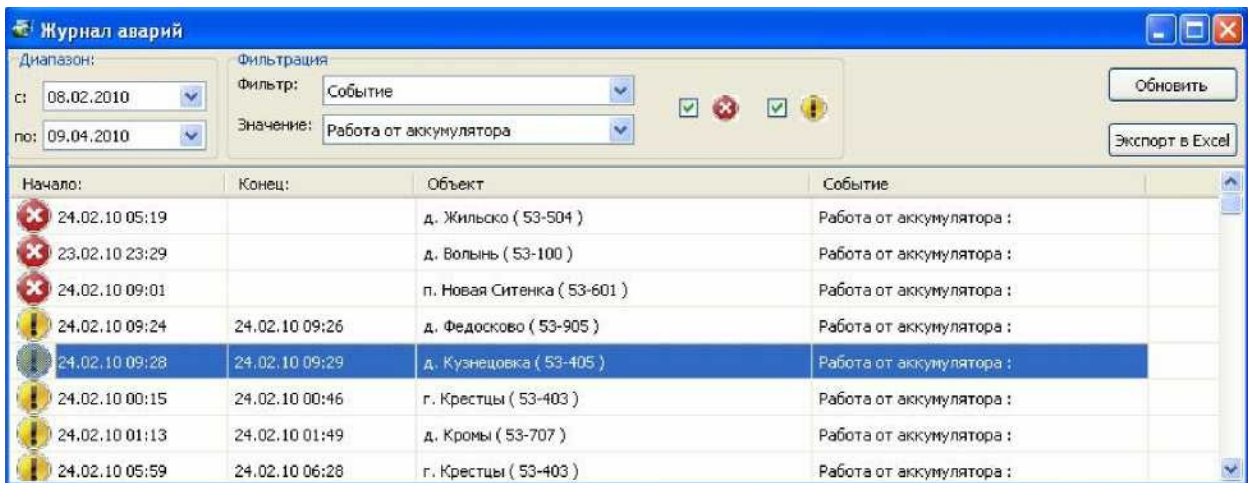 Журнал аварий
Диапазон:
с: 08.02.2010
по: 09.04.2010
Фильтрация
Фильтр: Событие
Значение: Работа от аккумулятора
Обновить
Экспорт в Excel
Начало: Конец: Объект Событие
24.02.10 05:19 д. Жильско ( 53-504 ) Работа от аккумулятора :
23.02.10 23:29 д. Волынь ( 53-100 ) Работа от аккумулятора :
24.02.10 09:01 п. Новая Ситенка ( 53-601 ) Работа от аккумулятора :
24.02.10 09:24 24.02.10 09:26 д. Федосково ( 53-905 ) Работа от аккумулятора :
24.02.10 09:28 24.02.10 09:29 д. Кузнецовка ( 53-405 ) Работа от аккумулятора :
24.02.10 00:15 24.02.10 00:46 г. Крестцы ( 53-403 ) Работа от аккумулятора :
24.02.10 01:13 24.02.10 01:49 д. Кромы ( 53-707 ) Работа от аккумулятора :
24.02.10 05:59 24.02.10 06:28 г. Крестцы ( 53-403 ) Работа от аккумулятора :